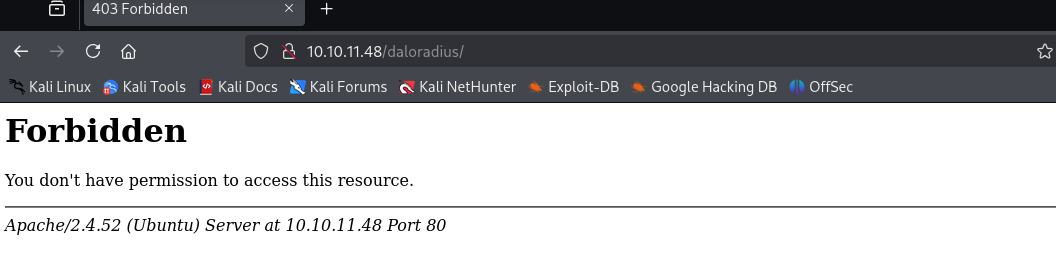 403 Forbidden
10.10.11.48/daloradius/
Kali Linux Kali Tools Kali Docs Kali Forums Kali NetHunter Exploit-DB Google Hacking DB OffSec
Forbidden
You don't have permission to access this resource.
Apache/2.4.52 (Ubuntu) Server at 10.10.11.48 Port 80